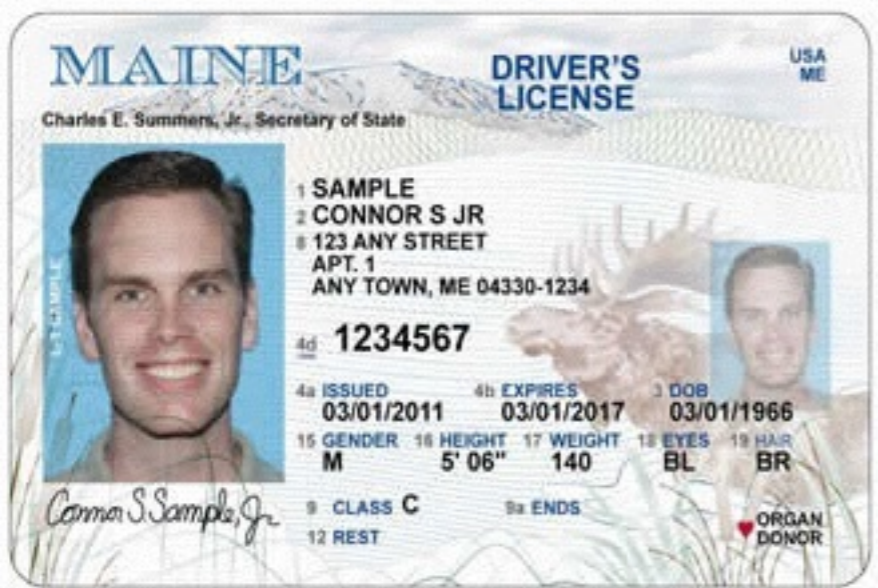 MAINE
DRIVER'S
LICENSE
USA
ME
Charles E. Summers, Jr., Secretary of State
1 SAMPLE
2 CONNOR S JR
8 123 ANY STREET
APT. 1
ANY TOWN, ME 04330-1234
4d 1234567
4a ISSUED 4b EXPIRES 3 DOB
03/01/2011 03/01/2017 03/01/1966
15 GENDER 16 HEIGHT 17 WEIGHT 18 EYES 19 HAIR
M 5' 06" 140 BL BR
Connor S. Sample, Jr
9 CLASS C 9a ENDS
12 REST
ORGAN
DONOR